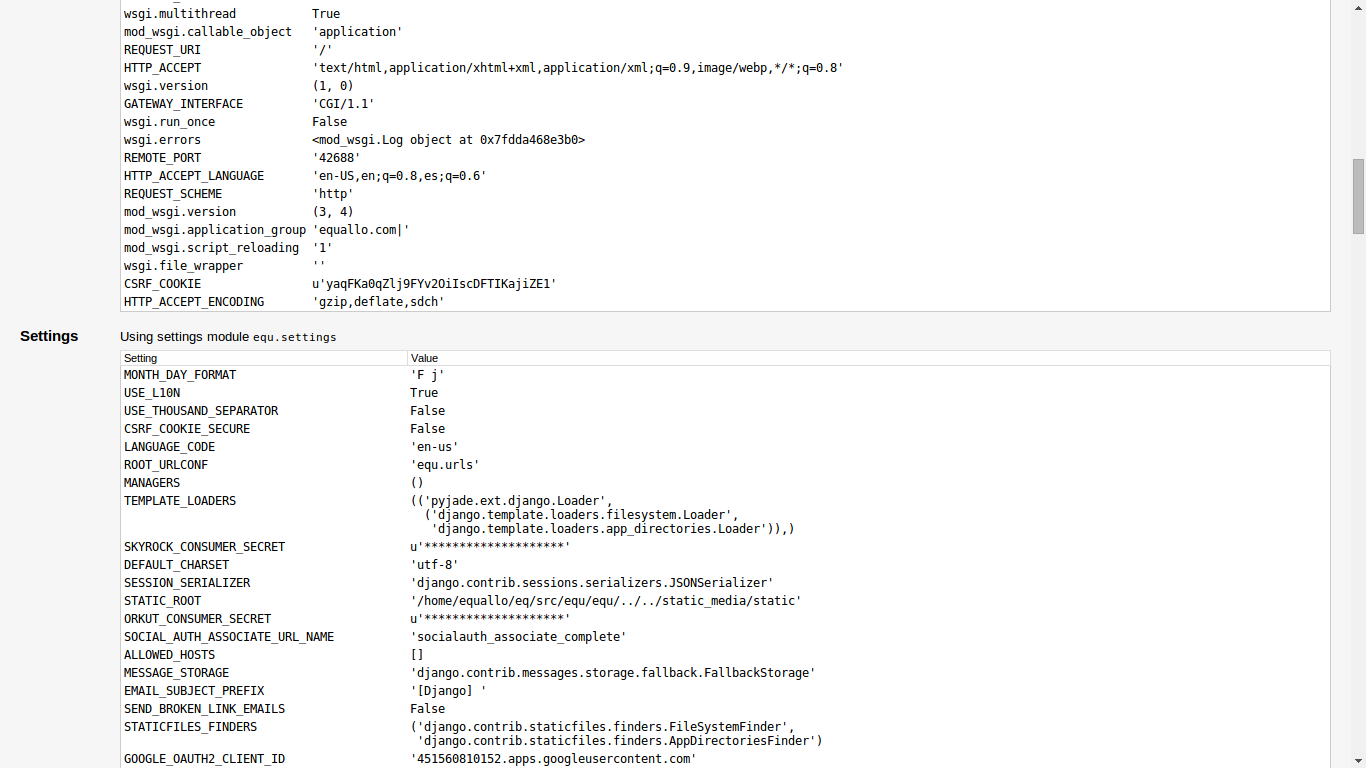 wsgi.multithread True
mod_wsgi.callable_object 'application'
REQUEST_URI '/'
HTTP_ACCEPT 'text/html,application/xhtml+xml,application/xml;q=0.9,image/webp,*/*;q=0.8'
wsgi.version (1, 0)
GATEWAY_INTERFACE 'CGI/1.1'
wsgi.run_once False
wsgi.errors <mod_wsgi.Log object at 0x7fdda468e3b0>
REMOTE_PORT '42688'
HTTP_ACCEPT_LANGUAGE 'en-US,en;q=0.8,es;q=0.6'
REQUEST_SCHEME 'http'
mod_wsgi.version (3, 4)
mod_wsgi.application_group 'equallo.com|'
mod_wsgi.script_reloading '1'
wsgi.file_wrapper ''
CSRF_COOKIE u'yaqFKa0qZlj9FYv2OiIscDFTIKajiZE1'
HTTP_ACCEPT_ENCODING 'gzip,deflate,sdch'
Settings Using settings module equ.settings
Setting Value
MONTH_DAY_FORMAT 'F j'
USE_L10N True
USE_THOUSAND_SEPARATOR False
CSRF_COOKIE_SECURE False
LANGUAGE_CODE 'en-us'
ROOT_URLCONF 'equ.urls'
MANAGERS ()
TEMPLATE_LOADERS (('pyjade.ext.django.Loader',
('django.template.loaders.filesystem.Loader',
'django.template.loaders.app_directories.Loader')),)
SKYROCK_CONSUMER_SECRET u'********************'
DEFAULT_CHARSET 'utf-8'
SESSION_SERIALIZER 'django.contrib.sessions.serializers.JSONSerializer'
STATIC_ROOT '/home/equallo/eq/src/equ/equ/../../static_media/static'
ORKUT_CONSUMER_SECRET u'********************'
SOCIAL_AUTH_ASSOCIATE_URL_NAME 'socialauth_associate_complete'
ALLOWED_HOSTS []
MESSAGE_STORAGE 'django.contrib.messages.storage.fallback.FallbackStorage'
EMAIL_SUBJECT_PREFIX '[Django] '
SEND_BROKEN_LINK_EMAILS False
STATICFILES_FINDERS ('django.contrib.staticfiles.finders.FileSystemFinder',
'django.contrib.staticfiles.finders.AppDirectoriesFinder')
GOOGLE_OAUTH2_CLIENT_ID '451560810152.apps.googleusercontent.com'